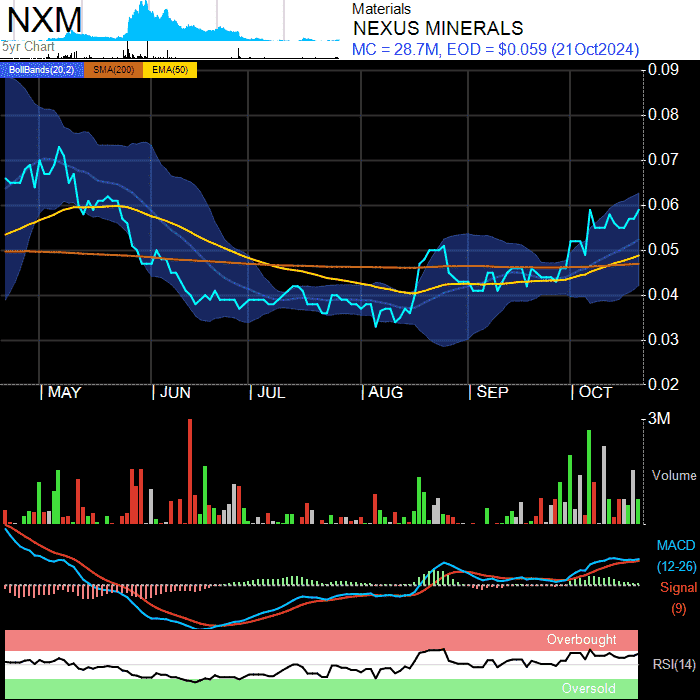 NXM
5yr Chart
Materials
NEXUS MINERALS
MC = 28.7M, EOD = $0.059 (21Oct2024)
BollBands(20,2) SMA(200) EMA(50)
0.09
0.08
0.07
0.06
0.05
0.04
0.03
0.02
MAY JUN JUL AUG SEP OCT
3M
Volume
MACD
(12-26)
Signal
(9)
Overbought
RSI(14)
Oversold